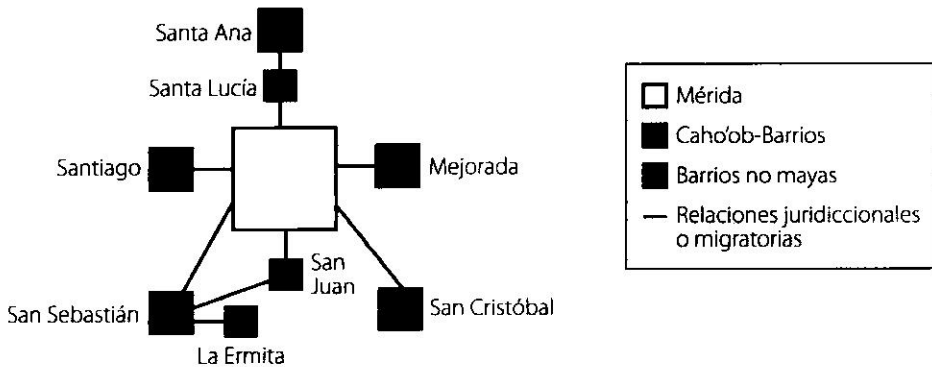 Santa Ana
Santa Lucía
Santiago
Mejorada
San
Juan
San Sebastián
San Cristóbal
La Ermita
Mérida
Caho'ob-Barrios
Barrios no mayas
Relaciones juridiccionales
o migratorias